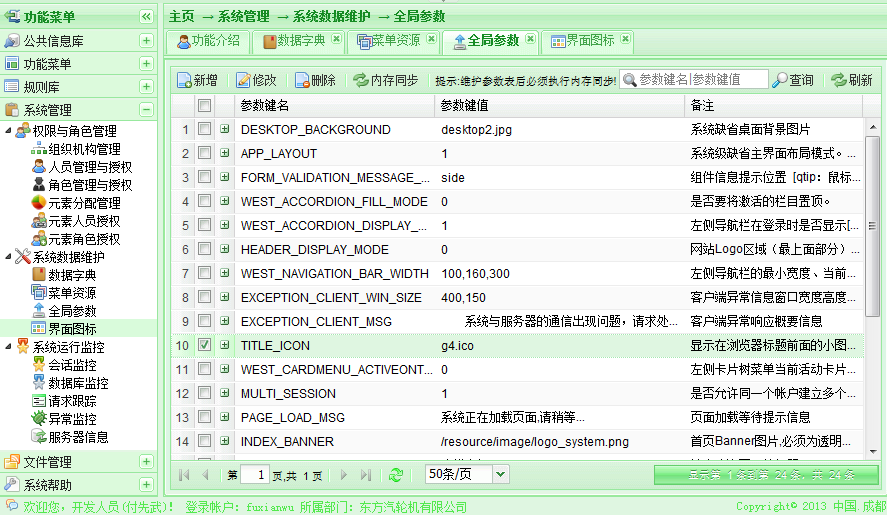 功能菜单
公共信息库
功能菜单
规则库
系统管理
权限与角色管理
组织机构管理
人员管理与授权
角色管理与授权
元素分配管理
元素人员授权
元素角色授权
系统数据维护
数据字典
菜单资源
全局参数
界面图标
系统运行监控
会话监控
数据库监控
请求跟踪
异常监控
服务器信息
文件管理
系统帮助
主页 → 系统管理 → 系统数据维护 → 全局参数
功能介绍 数据字典 菜单资源 全局参数 界面图标
新增 修改 删除 内存同步 提示:维护参数表后必须执行内存同步! 参数键名|参数键值 查询 刷新
参数键名 参数键值 备注
1 DESKTOP_BACKGROUND desktop2.jpg 系统缺省桌面背景图片
2 APP_LAYOUT 1 系统级缺省主界面布局模式。...
3 FORM_VALIDATION_MESSAGE_... side 组件信息提示位置 [qtip：鼠标...
4 WEST_ACCORDION_FILL_MODE 0 是否要将激活的栏目置顶。
5 WEST_ACCORDION_DISPLAY_... 1 左侧导航栏在登录时是否显示[...
6 HEADER_DISPLAY_MODE 0 网站Logo区域（最上面部分）...
7 WEST_NAVIGATION_BAR_WIDTH 100,160,300 左侧导航栏的最小宽度、当前...
8 EXCEPTION_CLIENT_WIN_SIZE 400,150 客户端异常信息窗口宽度高度...
9 EXCEPTION_CLIENT_MSG 系统与服务器的通信出现问题，请求处... 客户端异常响应概要信息
10 TITLE_ICON g4.ico 显示在浏览器标题前面的小图...
11 WEST_CARDMENU_ACTIVEONT... 0 左侧卡片树菜单当前活动卡片...
12 MULTI_SESSION 1 是否允许同一个帐户建立多个...
13 PAGE_LOAD_MSG 系统正在加载页面,请稍等... 页面加载等待提示信息
14 INDEX_BANNER /resource/image/logo_system.png 首页Banner图片,必须为透明...
第 1 页,共 1 页 50条/页 显示第 1 条到第 24 条，共 24 条
欢迎您，开发人员(付先武)！ 登录帐户：fuxianwu 所属部门：东方汽轮机有限公司 Copyright© 2013 中国.成都